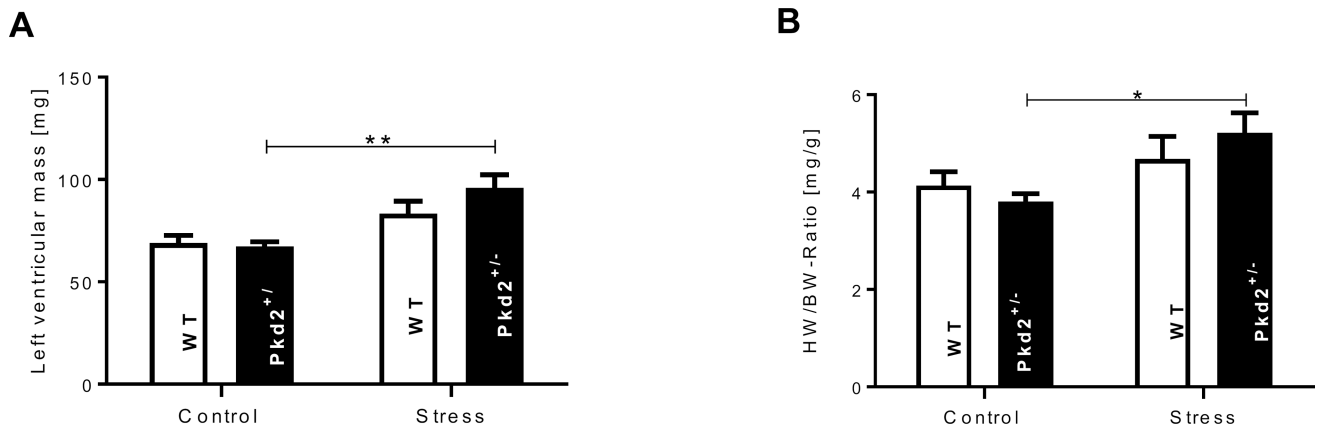 A
Left ventricular mass [mg]
150
100
50
0
**
WT
Pkd2+/
WT
Pkd2+/-
Control
Stress
B
HW/BW-Ratio [mg/g]
6
4
2
0
*
WT
Pkd2+/-
WT
Pkd2+/-
Control
Stress